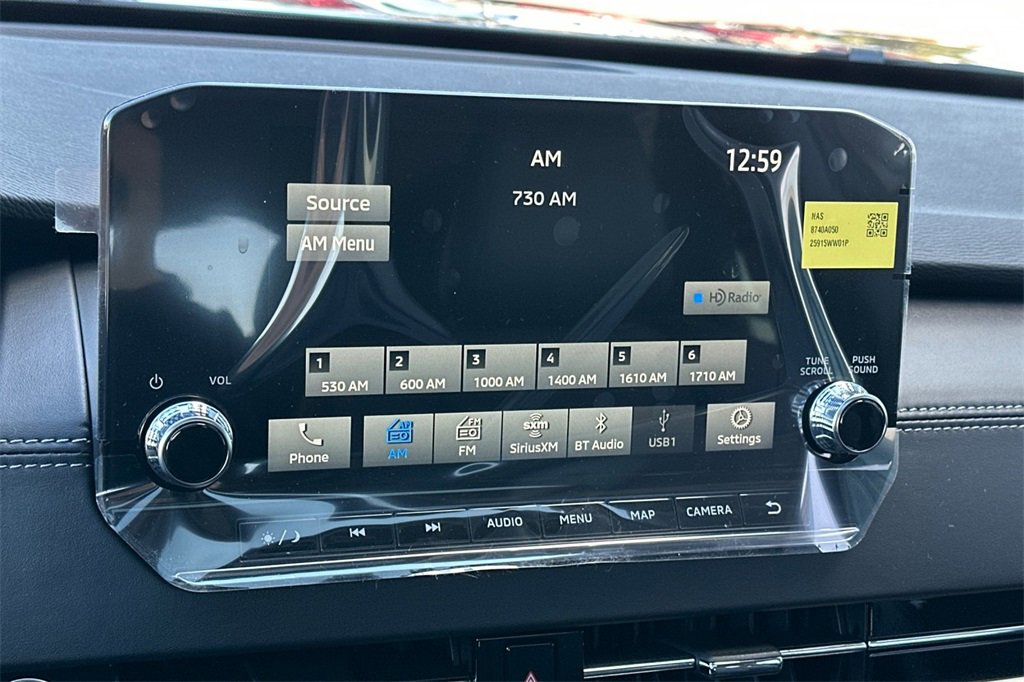 AM
12:59
730 AM
Source
AM Menu
NAS
8740A050
25915WW01P
HD Radio
1 530 AM
2 600 AM
3 1000 AM
4 1400 AM
5 1610 AM
6 1710 AM
VOL
TUNE
SCROLL
PUSH
SOUND
Phone
AM
AM
FM
FM
sxm
SiriusXM
BT Audio
USB1
Settings
AUDIO
MENU
MAP
CAMERA